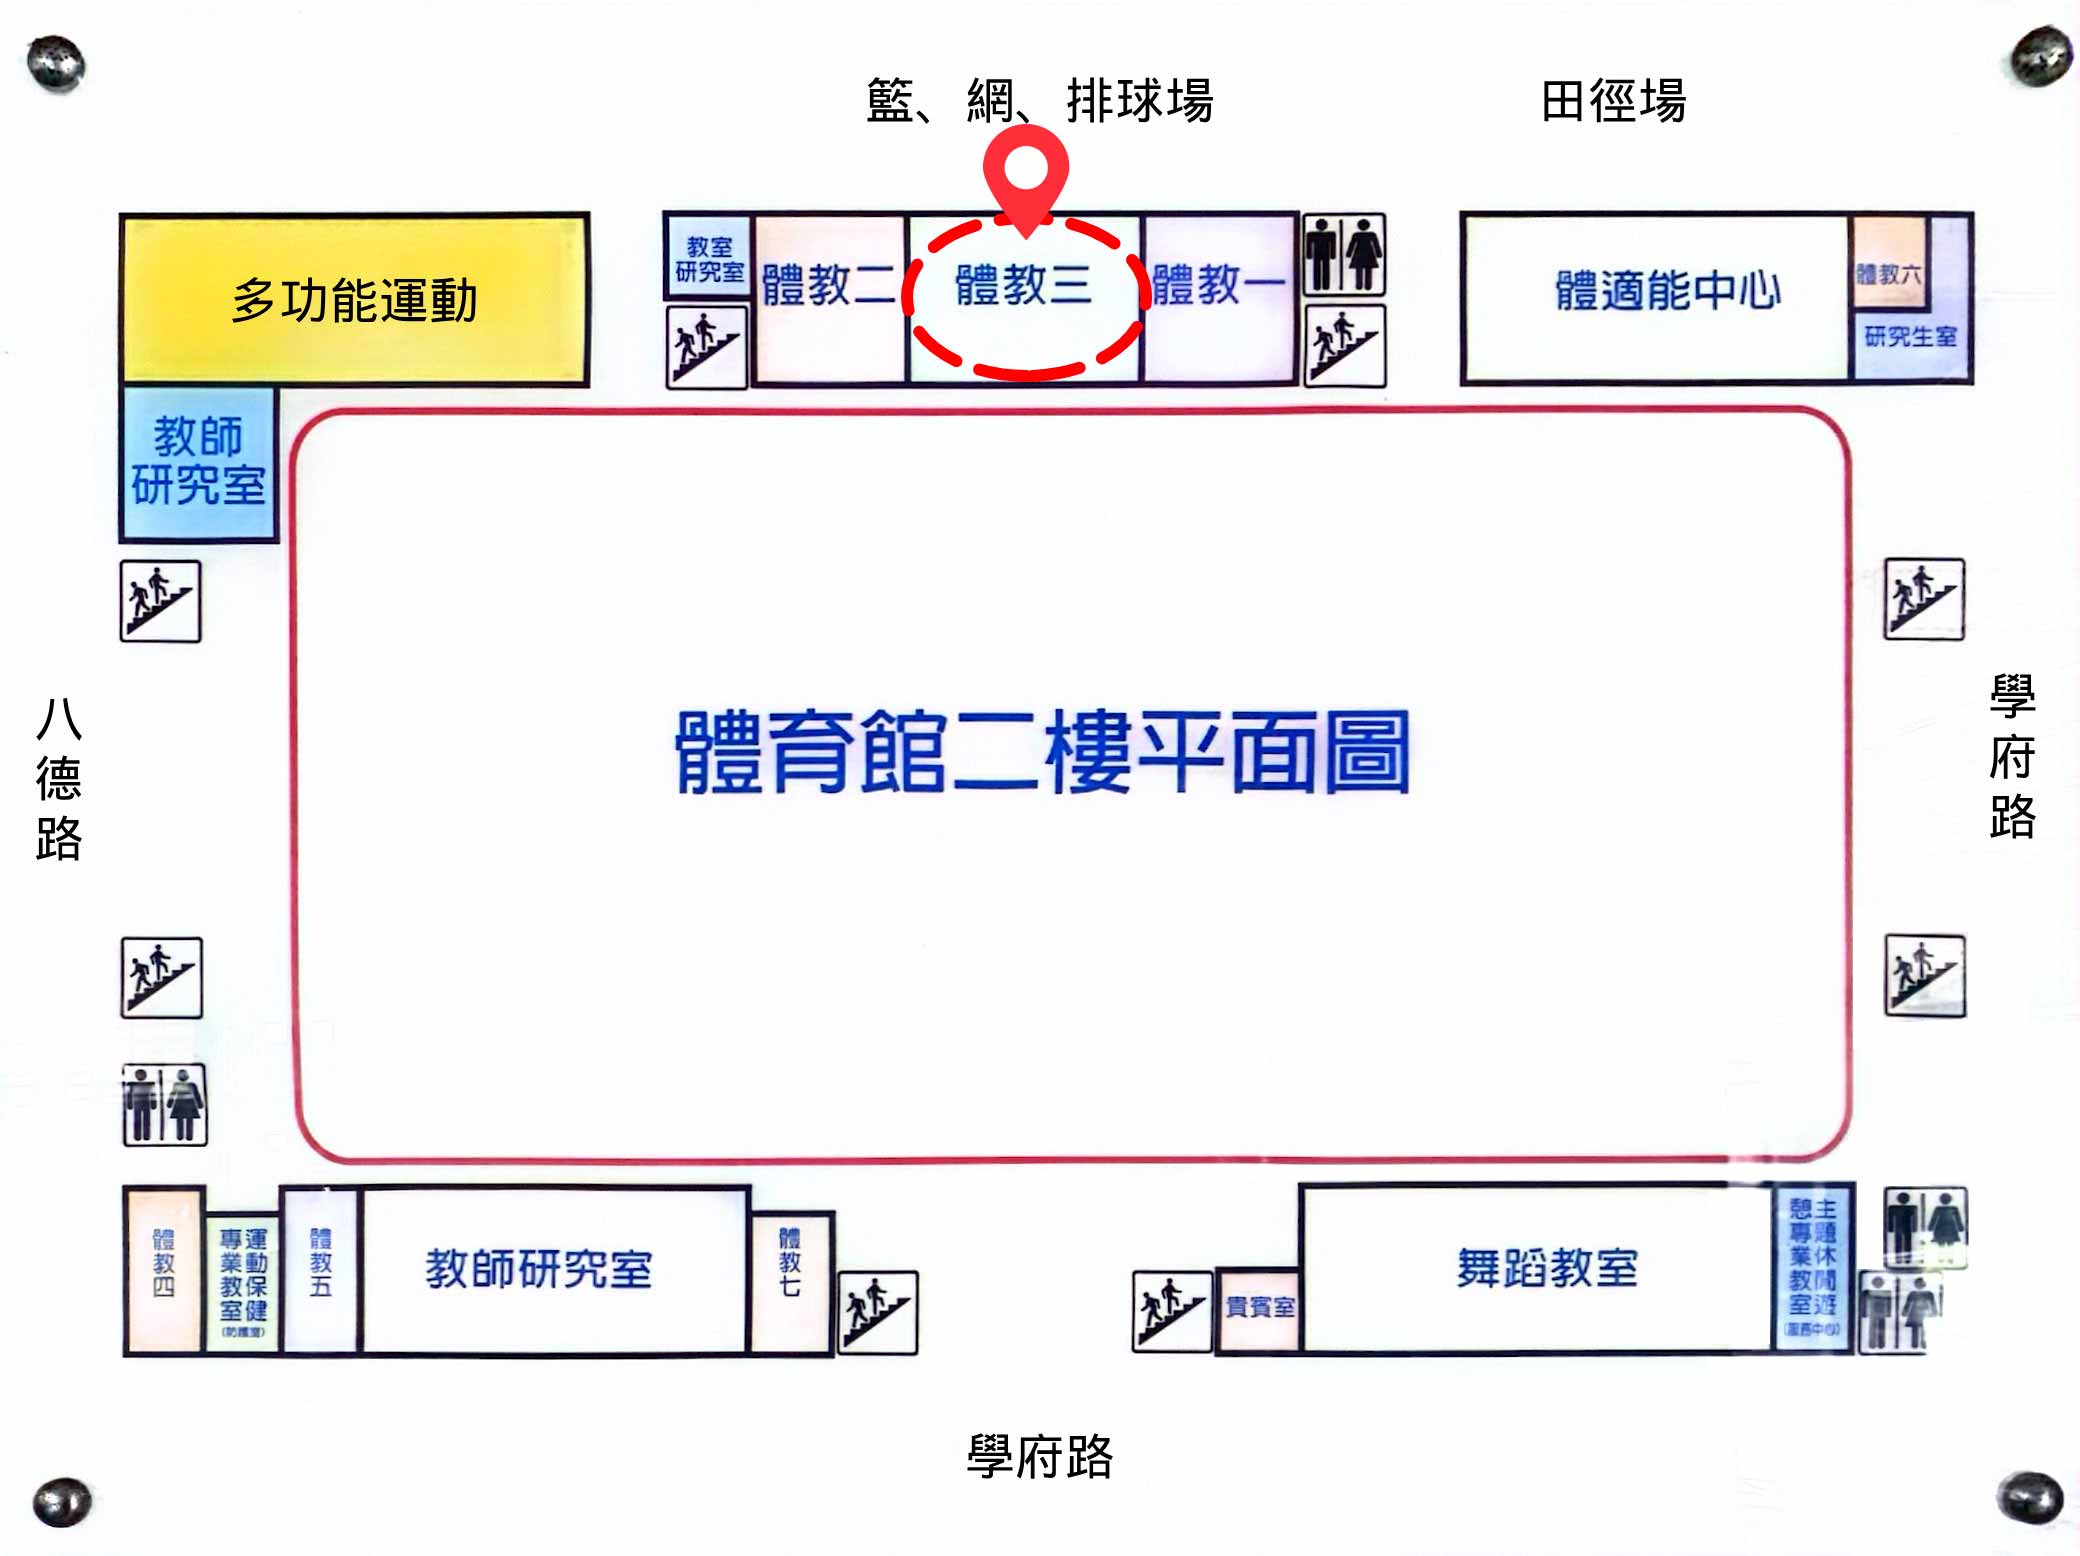 籃、網、排球場
田徑場
多功能運動
教室
研究室
體教二
體教三
體教一
體適能中心
體教六
研究生室
教師
研究室
體育館二樓平面圖
八德路
學府路
體教四
運動保健
專業教室
(防護室)
體教五
教師研究室
體教七
貴賓室
舞蹈教室
主題休閒遊
憩專業教室
(服務中心)
學府路